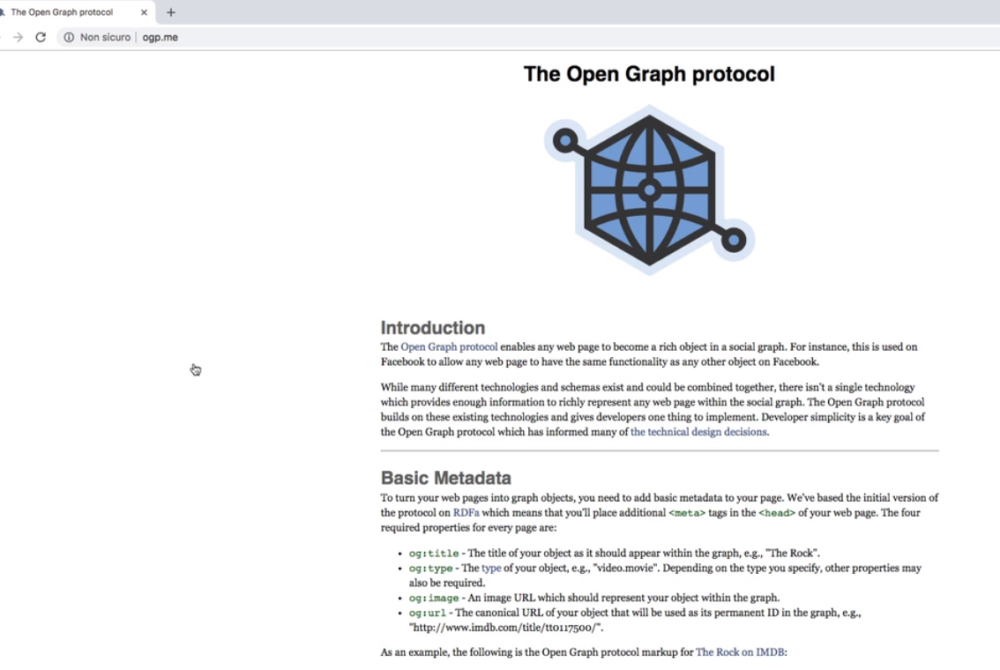 The Open Graph protocol
Non sicuro | ogp.me
The Open Graph protocol
Introduction
The Open Graph protocol enables any web page to become a rich object in a social graph. For instance, this is used on
Facebook to allow any web page to have the same functionality as any other object on Facebook.
While many different technologies and schemas exist and could be combined together, there isn't a single technology
which provides enough information to richly represent any web page within the social graph. The Open Graph protocol
builds on these existing technologies and gives developers one thing to implement. Developer simplicity is a key goal of
the Open Graph protocol which has informed many of the technical design decisions.
Basic Metadata
To turn your web pages into graph objects, you need to add basic metadata to your page. We've based the initial version of
the protocol on RDFa which means that you'll place additional <meta> tags in the <head> of your web page. The four
required properties for every page are:
• og:title - The title of your object as it should appear within the graph, e.g., "The Rock".
• og:type - The type of your object, e.g., "video.movie". Depending on the type you specify, other properties may
also be required.
• og:image - An image URL which should represent your object within the graph.
• og:url - The canonical URL of your object that will be used as its permanent ID in the graph, e.g.,
"http://www.imdb.com/title/tt0117500/".
As an example, the following is the Open Graph protocol markup for The Rock on IMDB: